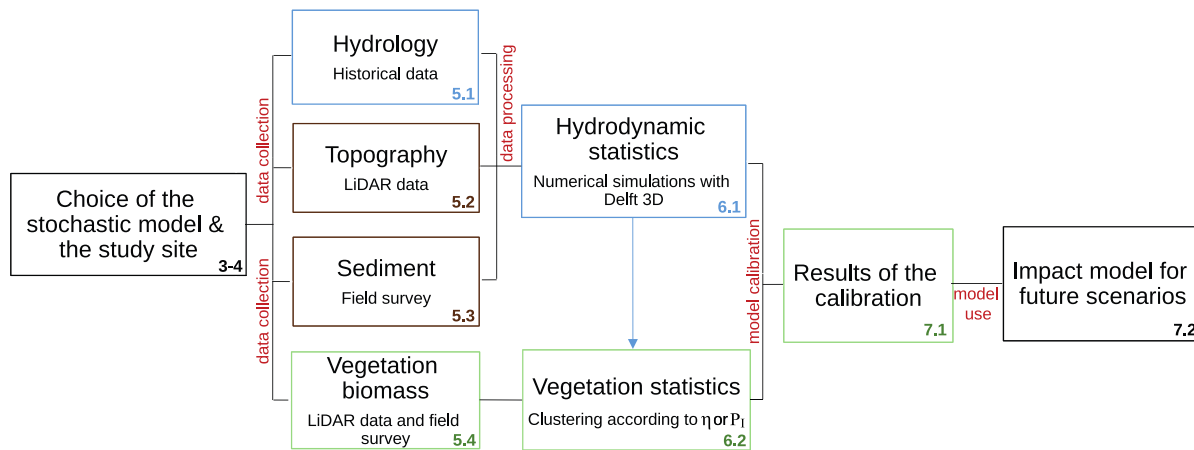 Choice of the
stochastic model &
the study site
3-4
data collection
data collection
Hydrology
Historical data
5.1
Topography
LiDAR data
5.2
Sediment
Field survey
5.3
Vegetation
biomass
LiDAR data and field
survey
5.4
data processing
Hydrodynamic
statistics
Numerical simulations with
Delft 3D
6.1
Vegetation statistics
Clustering according to η or P_I
6.2
model calibration
Results of the
calibration
7.1
model
use
Impact model for
future scenarios
7.2